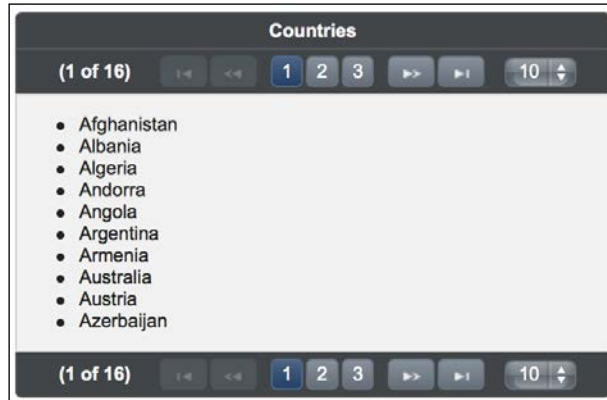 Countries
(1 of 16) 1 2 3 10
Afghanistan
Albania
Algeria
Andorra
Angola
Argentina
Armenia
Australia
Austria
Azerbaijan
(1 of 16) 1 2 3 10